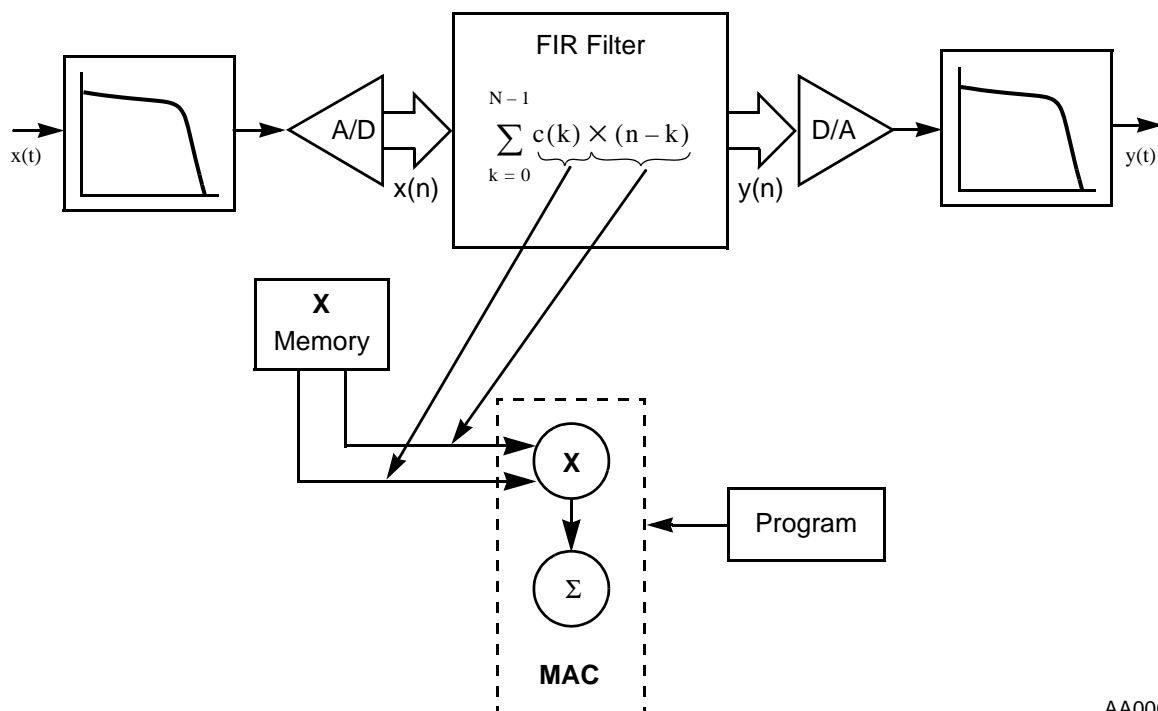 FIR Filter
N – 1
∑ c(k) × (n – k)
k = 0
x(t)
A/D
x(n)
y(n)
D/A
y(t)
X
Memory
X
Σ
MAC
Program